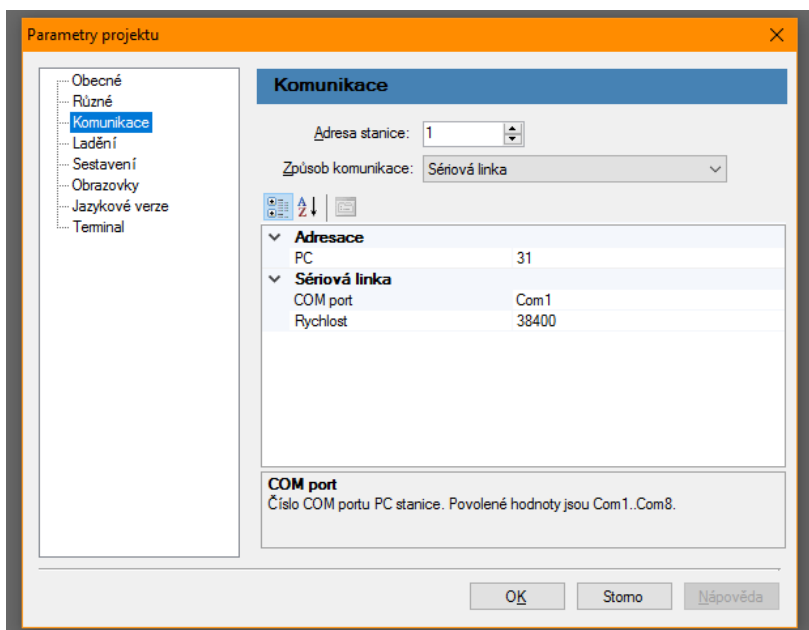 Parametry projektu
Obecné
Různé
Komunikace
Ladění
Sestavení
Obrazovky
Jazykové verze
Terminal
Komunikace
Adresa stanice: 1
Způsob komunikace: Sériová linka
Adresace
PC 31
Sériová linka
COM port Com1
Rychlost 38400
COM port
Číslo COM portu PC stanice. Povolené hodnoty jsou Com1..Com8.
OK Storno Nápověda